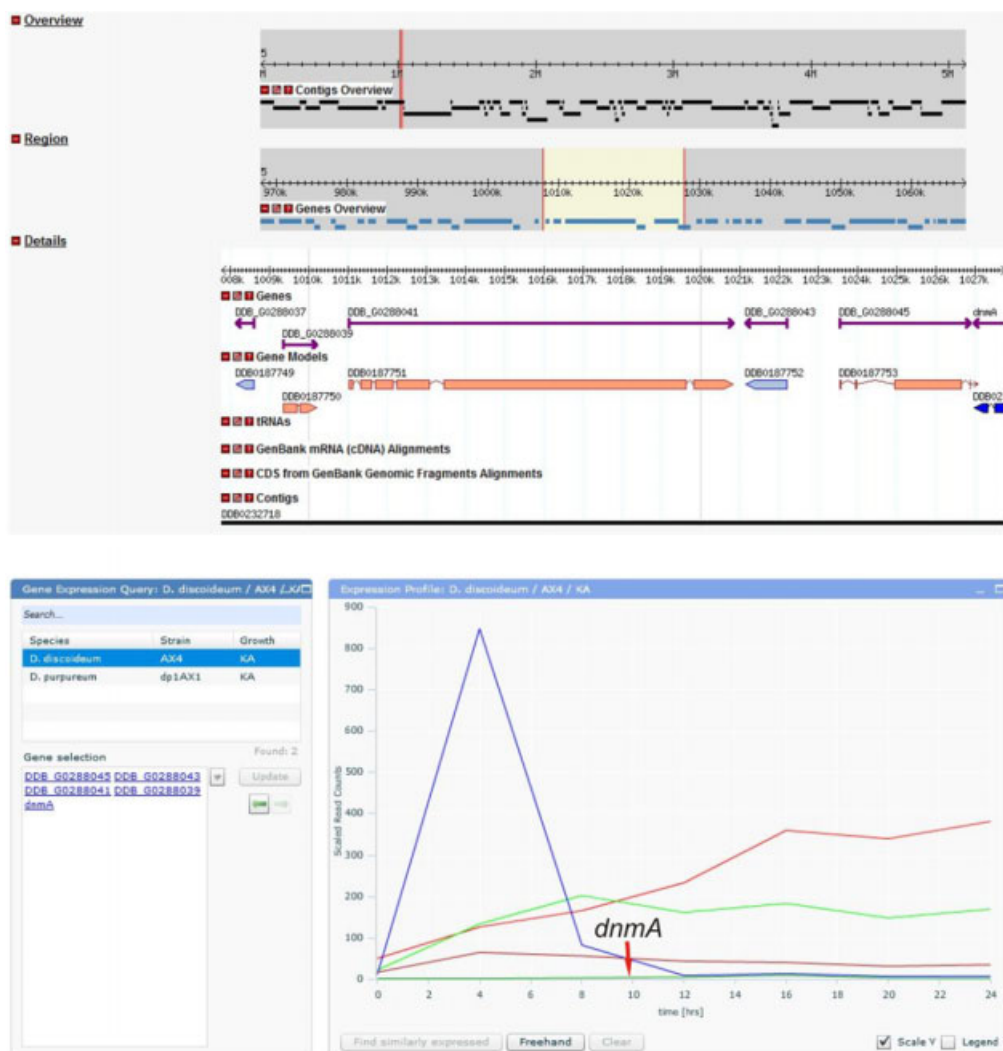 Overview
5
M 1M 2M 3M 4M 5M
Contigs Overview
Region
5
970k 980k 990k 1000k 1010k 1020k 1030k 1040k 1050k 1060k
Genes Overview
Details
008k 1009k 1010k 1011k 1012k 1013k 1014k 1015k 1016k 1017k 1018k 1019k 1020k 1021k 1022k 1023k 1024k 1025k 1026k 1027k
Genes
DDB_G0288037 DDB_G0288041 DDB_G0288043 DDB_G0288045 dnmA
DDB_G0288039
Gene Models
DDB0187749 DDB0187751 DDB0187752 DDB0187753
DDB0187750 DDB02
tRNAs
GenBank mRNA (cDNA) Alignments
CDS from GenBank Genomic Fragments Alignments
Contigs
DDB0232718
Gene Expression Query: D. discoideum / AX4 / KA
Search...
Species Strain Growth
D. discoideum AX4 KA
D. purpureum dp1AX1 KA
Found: 2
Gene selection
DDB_G0288045 DDB_G0288043
DDB_G0288041 DDB_G0288039
dnmA
Update
Expression Profile: D. discoideum / AX4 / KA
900
800
700
600
500
400
300
200
100
0
Scaled Read Counts
dnmA
0 2 4 6 8 10 12 14 16 18 20 22 24
time [hrs]
Find similarly expressed Freehand Clear Scale Y Legend